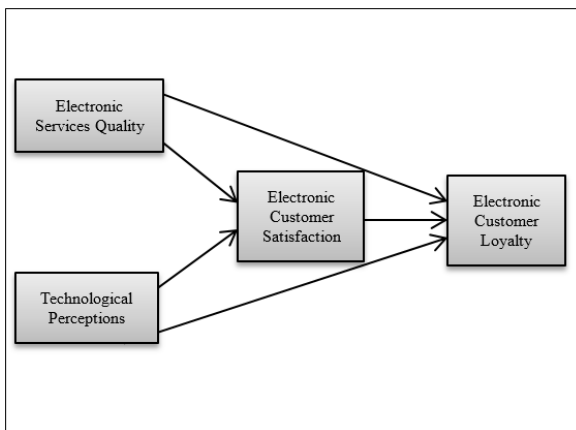 Electronic
Services Quality
Electronic
Customer
Satisfaction
Electronic
Customer
Loyalty
Technological
Perceptions